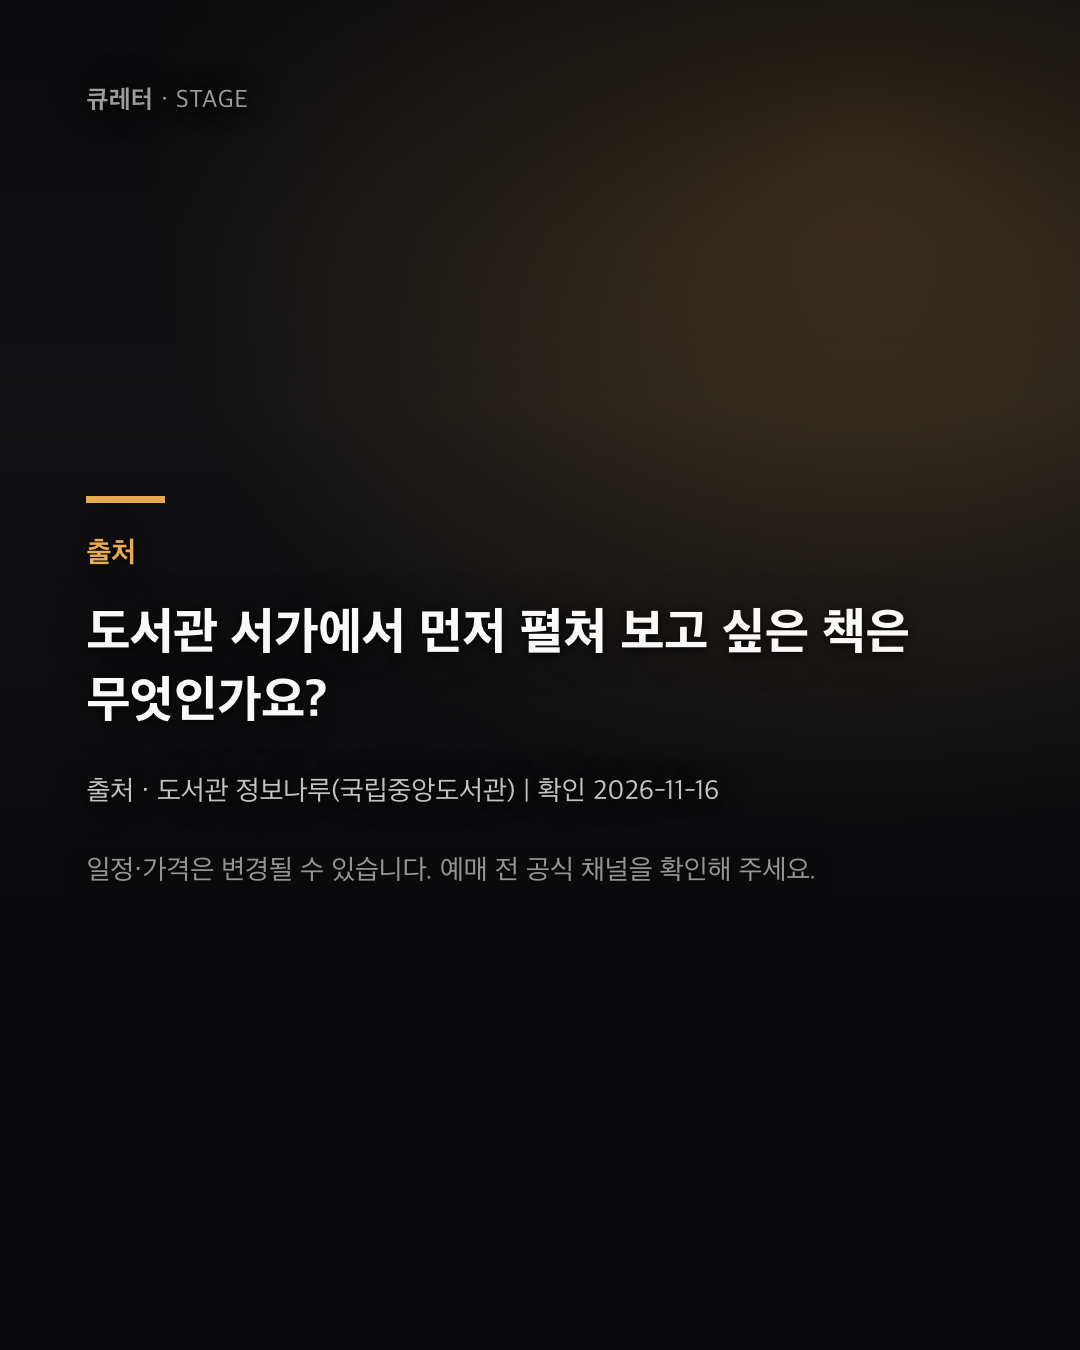 큐레터 · STAGE
출처
도서관 서가에서 먼저 펼쳐 보고 싶은 책은
무엇인가요?
출처 · 도서관 정보나루(국립중앙도서관) | 확인 2026-11-16
일정·가격은 변경될 수 있습니다. 예매 전 공식 채널을 확인해 주세요.